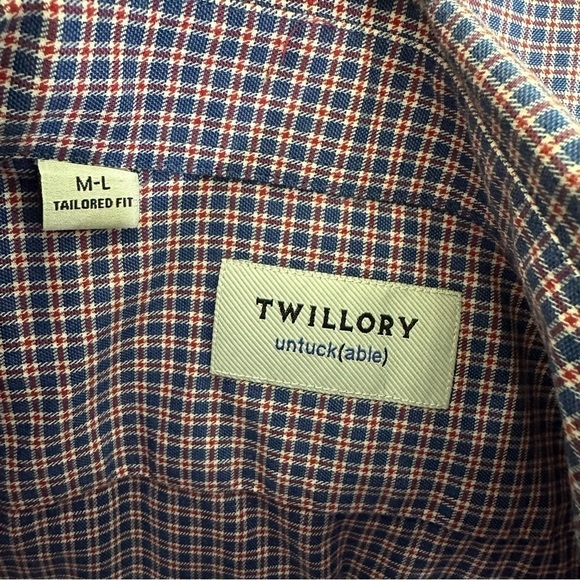 M-L
TAILORED FIT
TWILLORY
untuck(able)